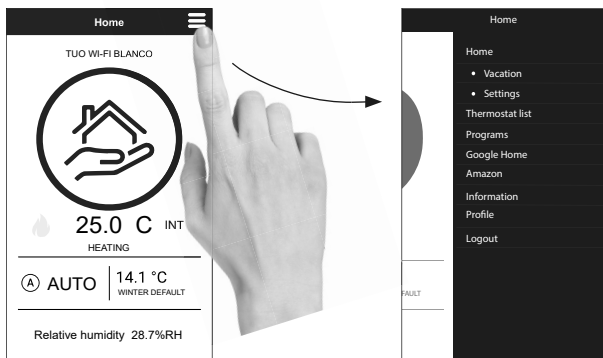 Home
TUO WI-FI BLANCO
25.0 C INT
HEATING
A AUTO 14.1 °C
WINTER DEFAULT
Relative humidity 28.7%RH
Home
Home
• Vacation
• Settings
Thermostat list
Programs
Google Home
Amazon
Information
Profile
Logout
FAULT